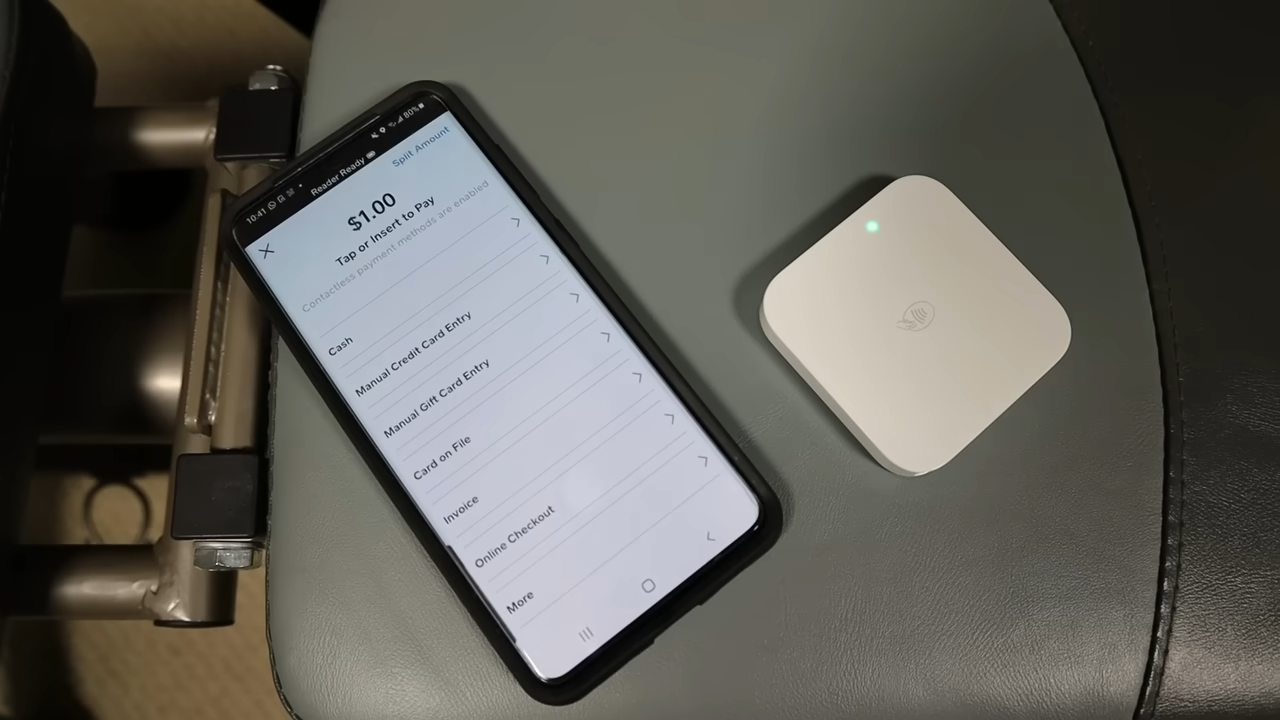 10:41
80%
Reader Ready
Split Amount
$1.00
Tap or Insert to Pay
Contactless payment methods are enabled
Cash
Manual Credit Card Entry
Manual Gift Card Entry
Card on File
Invoice
Online Checkout
More